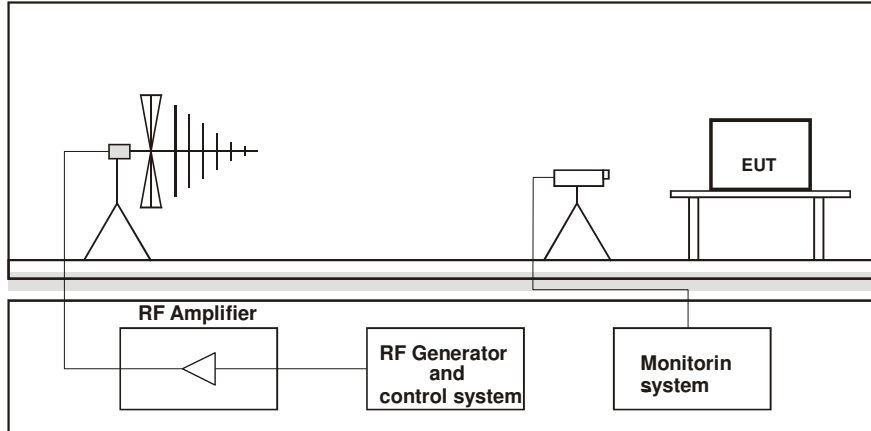 EUT
RF Amplifier
RF Generator
and
control system
Monitorin
system